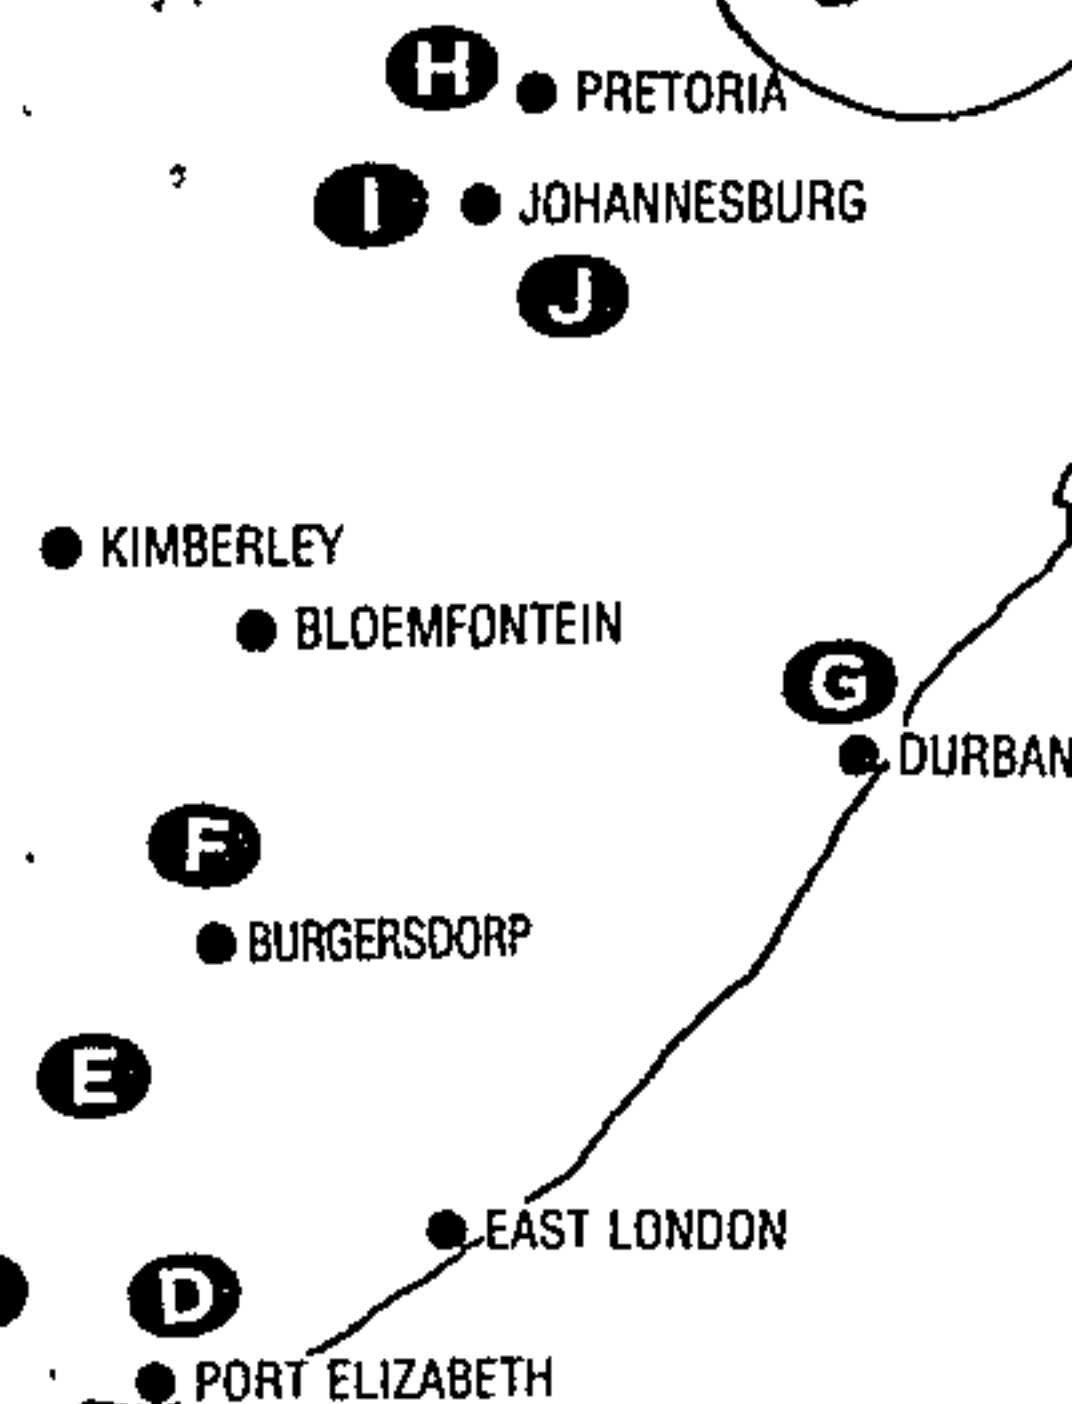 H
PRETORIA
I
JOHANNESBURG
J
KIMBERLEY
BLOEMFONTEIN
G
DURBAN
F
BURGERSDORP
E
EAST LONDON
D
PORT ELIZABETH